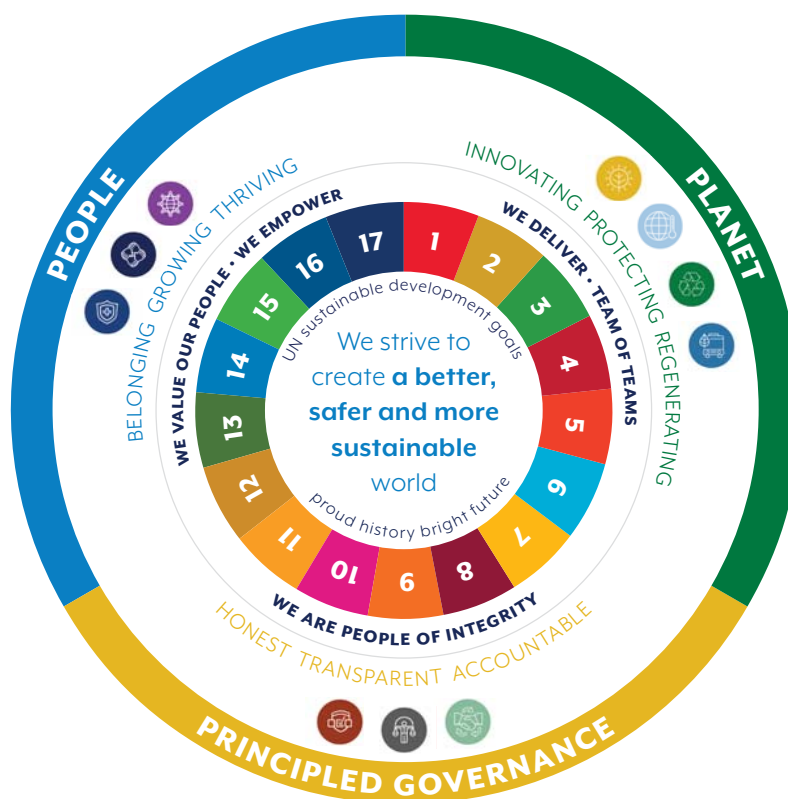 PEOPLE
PLANET
PRINCIPLED GOVERNANCE
BELONGING GROWING THRIVING
INNOVATING PROTECTING REGENERATING
HONEST TRANSPARENT ACCOUNTABLE
WE VALUE OUR PEOPLE • WE EMPOWER
WE DELIVER • TEAM OF TEAMS
WE ARE PEOPLE OF INTEGRITY
1
2
3
4
5
6
7
8
9
10
11
12
13
14
15
16
17
UN sustainable development goals
We strive to
create a better,
safer and more
sustainable
world
proud history bright future